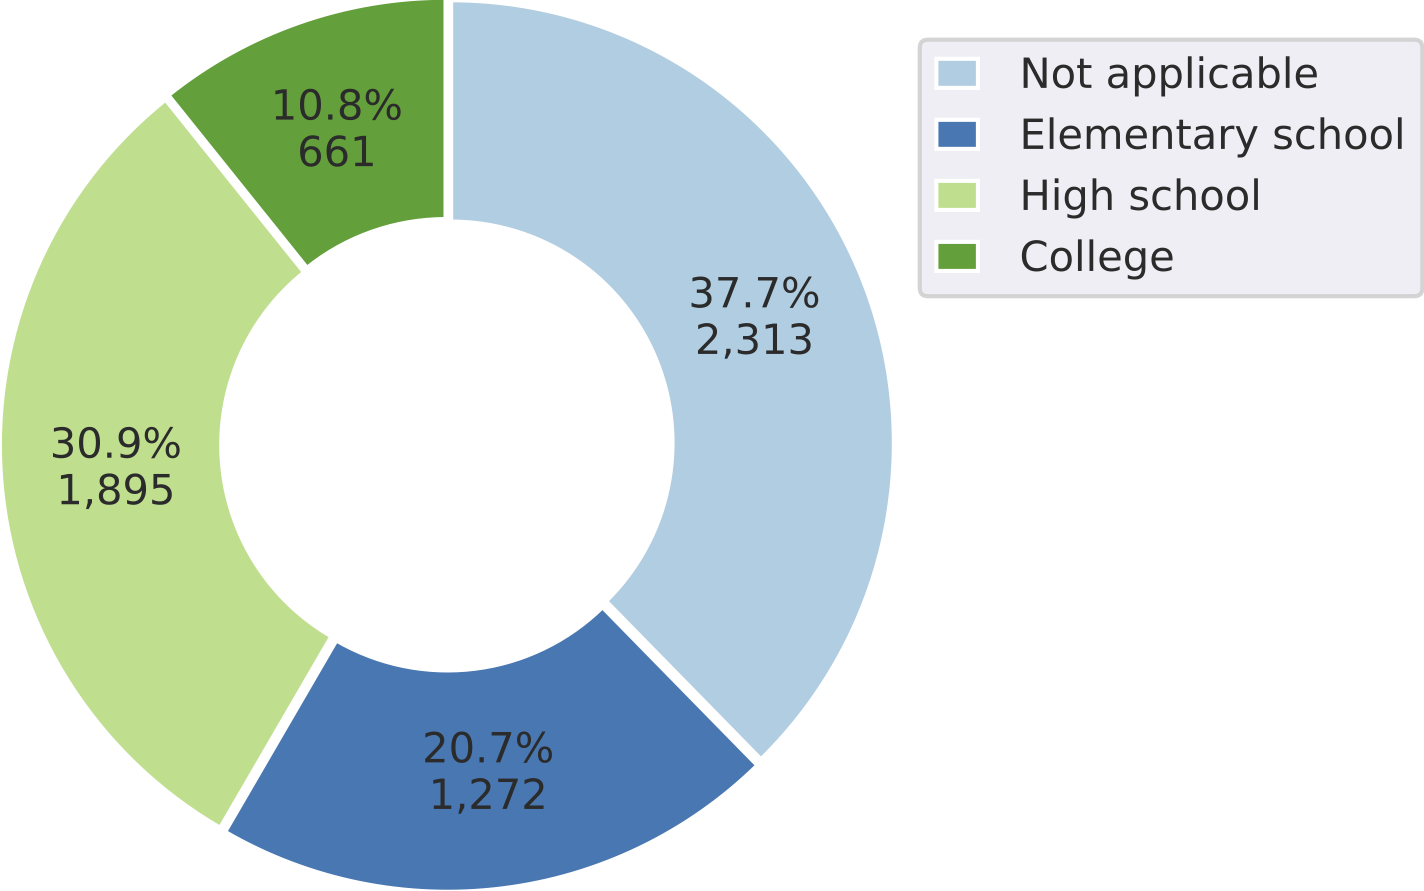 10.8%
661
37.7%
2,313
30.9%
1,895
20.7%
1,272
Not applicable
Elementary school
High school
College